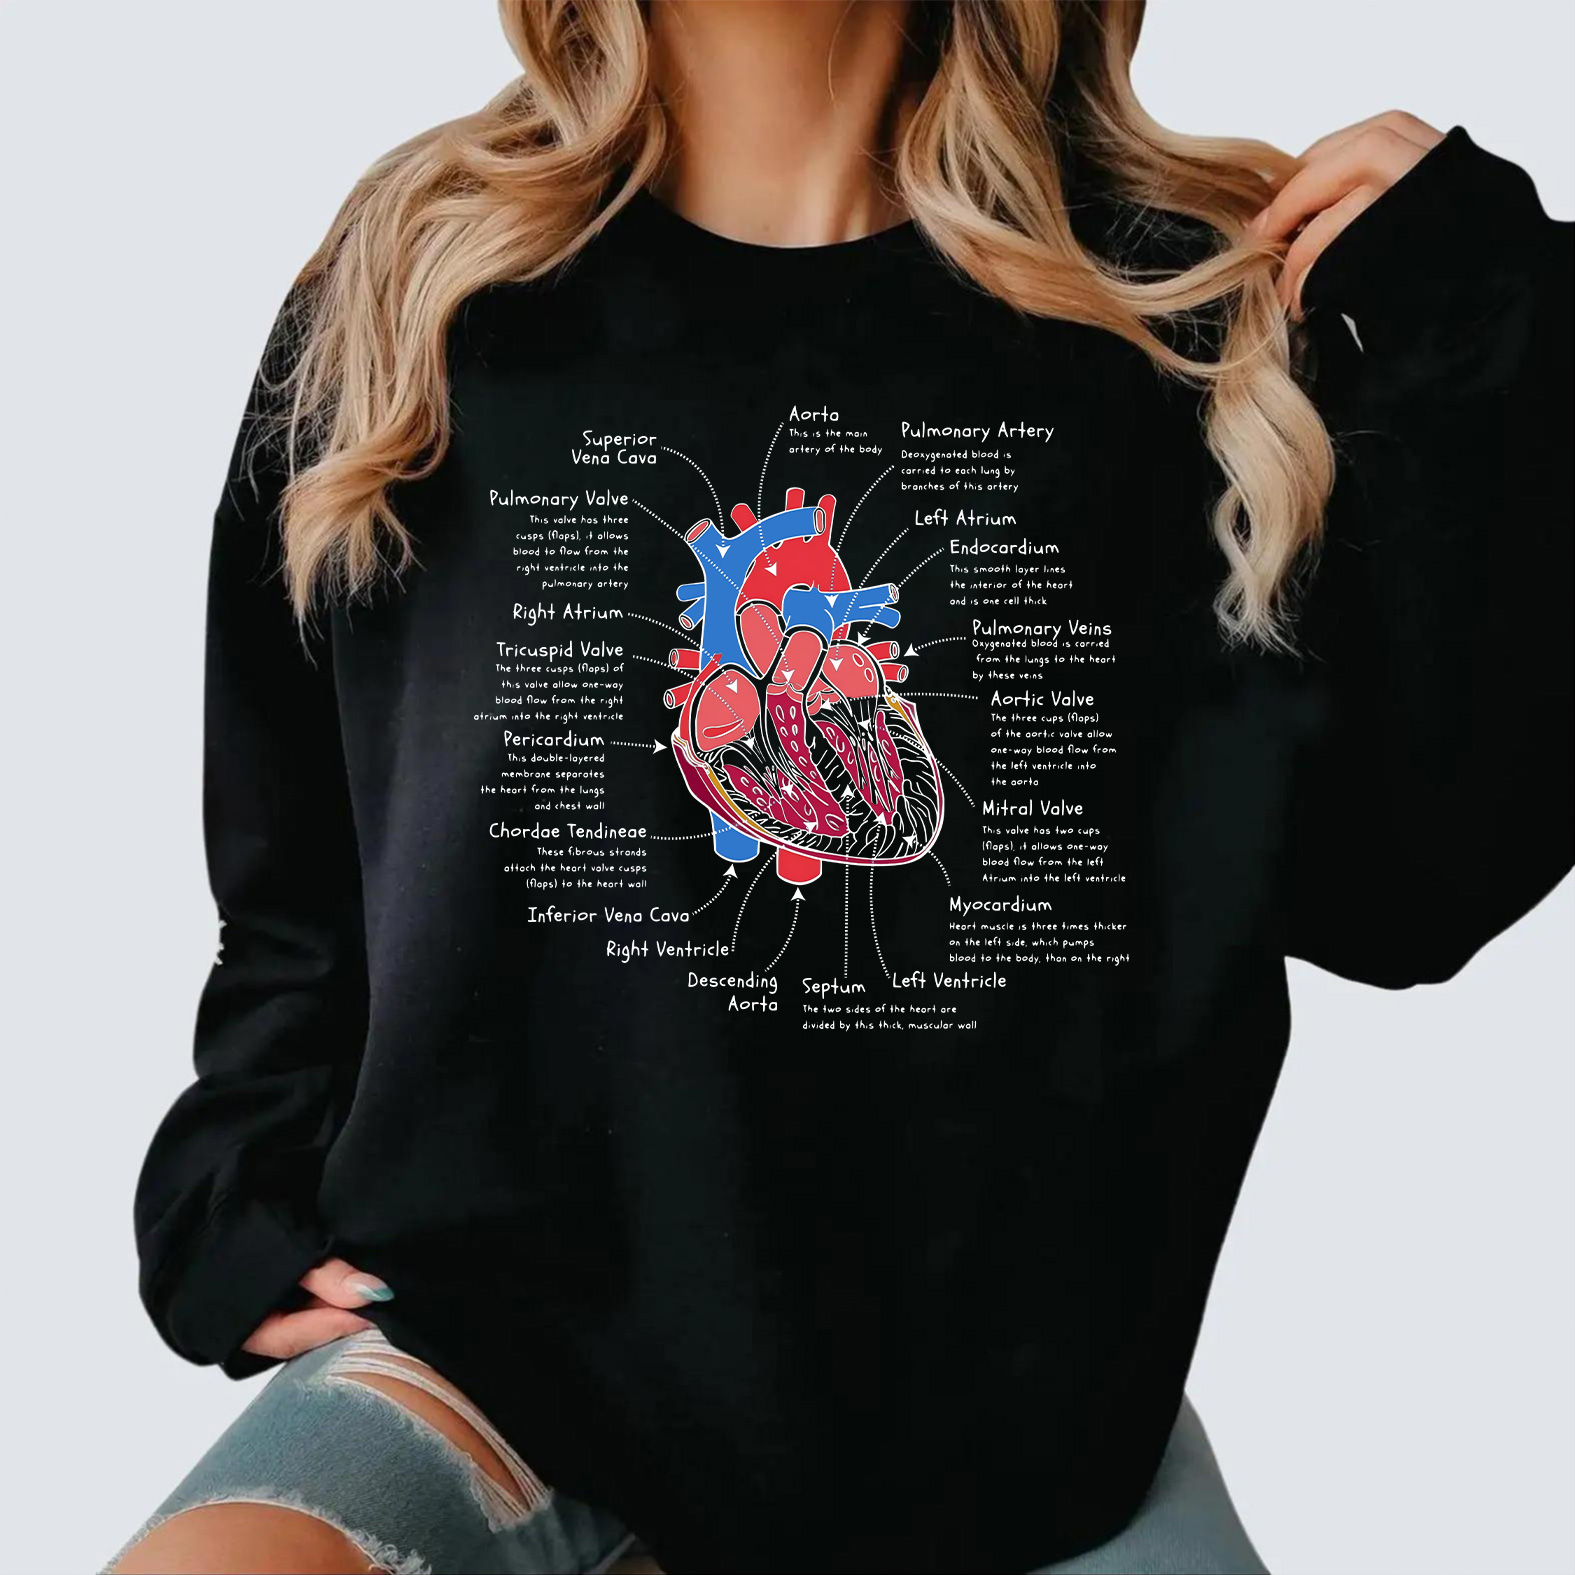 Aorta
This is the main
artery of the body
Pulmonary Artery
Deoxygenated blood is
carried to each lung by
branches of this artery
Superior
Vena Cava
Pulmonary Valve
This valve has three
cusps (flaps), it allows
blood to flow from the
right ventricle into the
pulmonary artery
Left Atrium
Endocardium
This smooth layer lines
the interior of the heart
and is one cell thick
Right Atrium
Pulmonary Veins
Oxygenated blood is carried
from the lungs to the heart
by these veins
Tricuspid Valve
The three cusps (flaps) of
this valve allow one-way
blood flow from the right
atrium into the right ventricle
Aortic Valve
The three cups (flaps)
of the aortic valve allow
one-way blood flow from
the left ventricle into
the aorta
Pericardium
This double-layered
membrane separates
the heart from the lungs
and chest wall
Mitral Valve
This valve has two cups
(flaps), it allows one-way
blood flow from the left
Atrium into the left ventricle
Chordae Tendineae
These fibrous strands
attach the heart valve cusps
(flaps) to the heart wall
Myocardium
Heart muscle is three times thicker
on the left side, which pumps
blood to the body, than on the right
Inferior Vena Cava
Right Ventricle
Descending
Aorta
Septum
The two sides of the heart are
divided by this thick, muscular wall
Left Ventricle